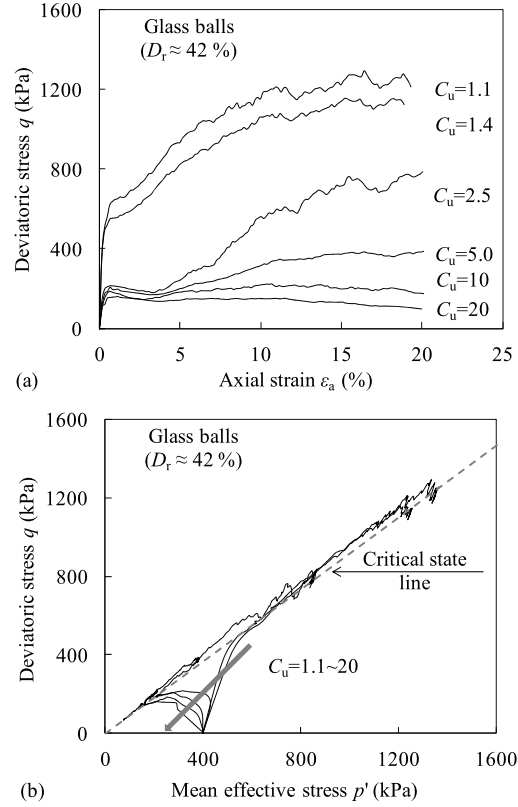 1600
1200
800
400
0
Deviatoric stress q (kPa)
Glass balls
(Dr ≈ 42 %)
Cu=1.1
Cu=1.4
Cu=2.5
Cu=5.0
Cu=10
Cu=20
0 5 10 15 20 25
(a) Axial strain εa (%)
1600
1200
800
400
0
Deviatoric stress q (kPa)
Glass balls
(Dr ≈ 42 %)
Critical state
line
Cu=1.1~20
0 400 800 1200 1600
(b) Mean effective stress p' (kPa)